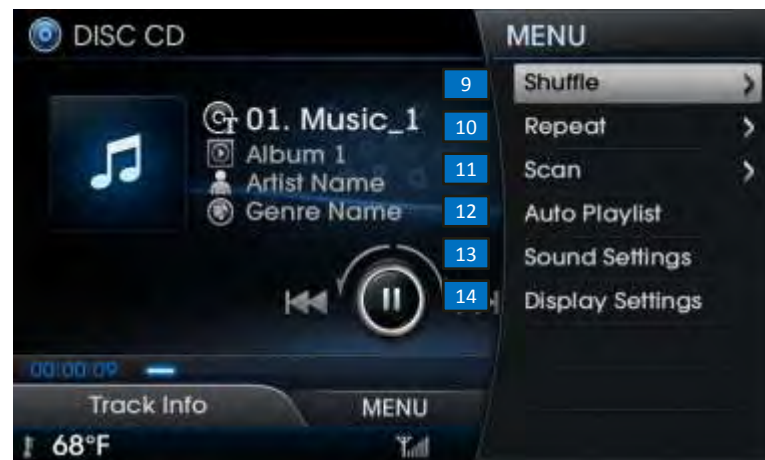 DISC CD
01. Music_1
Album 1
Artist Name
Genre Name
00:00:09
Track Info
MENU
68°F
MENU
9 Shuffle
10 Repeat
11 Scan
12 Auto Playlist
13 Sound Settings
14 Display Settings